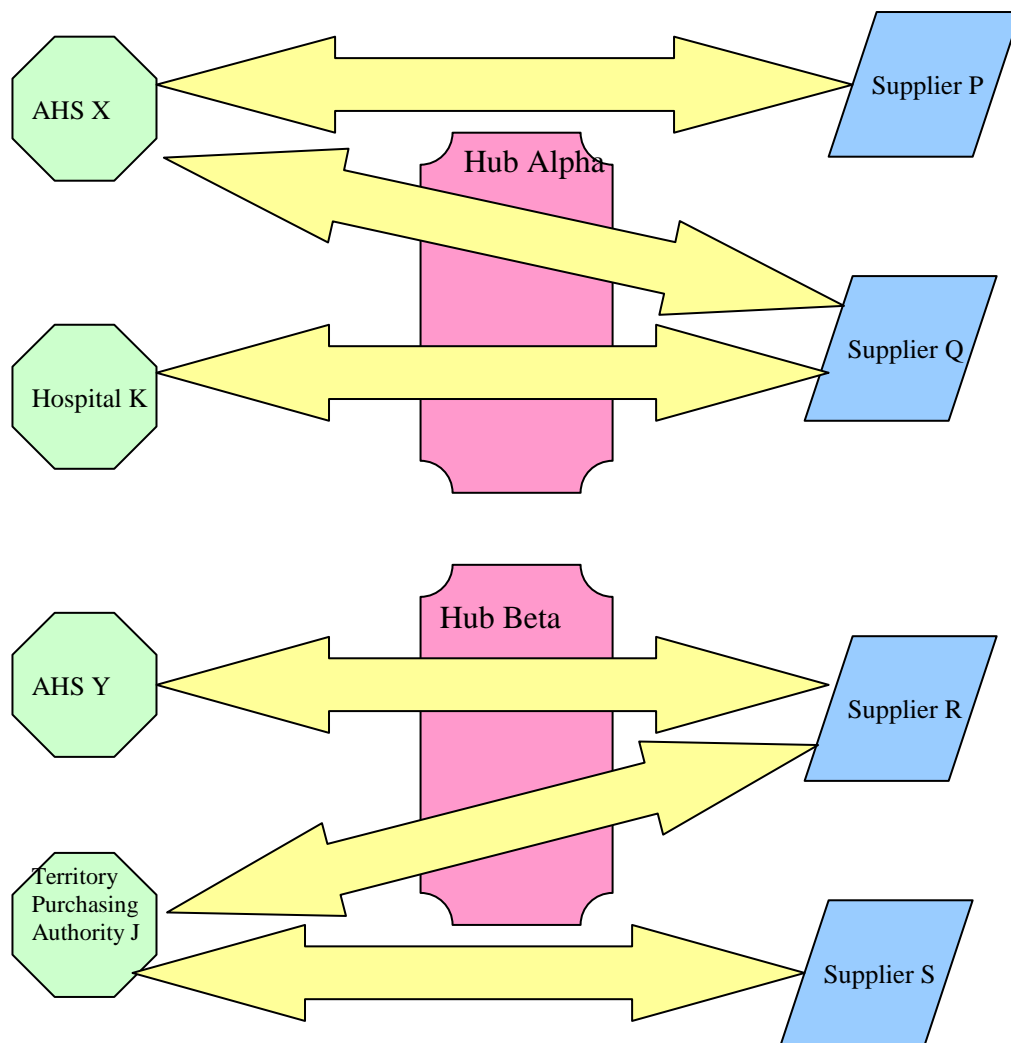 AHS X
Supplier P
Hub Alpha
Hospital K
Supplier Q
Hub Beta
AHS Y
Supplier R
Territory
Purchasing
Authority J
Supplier S